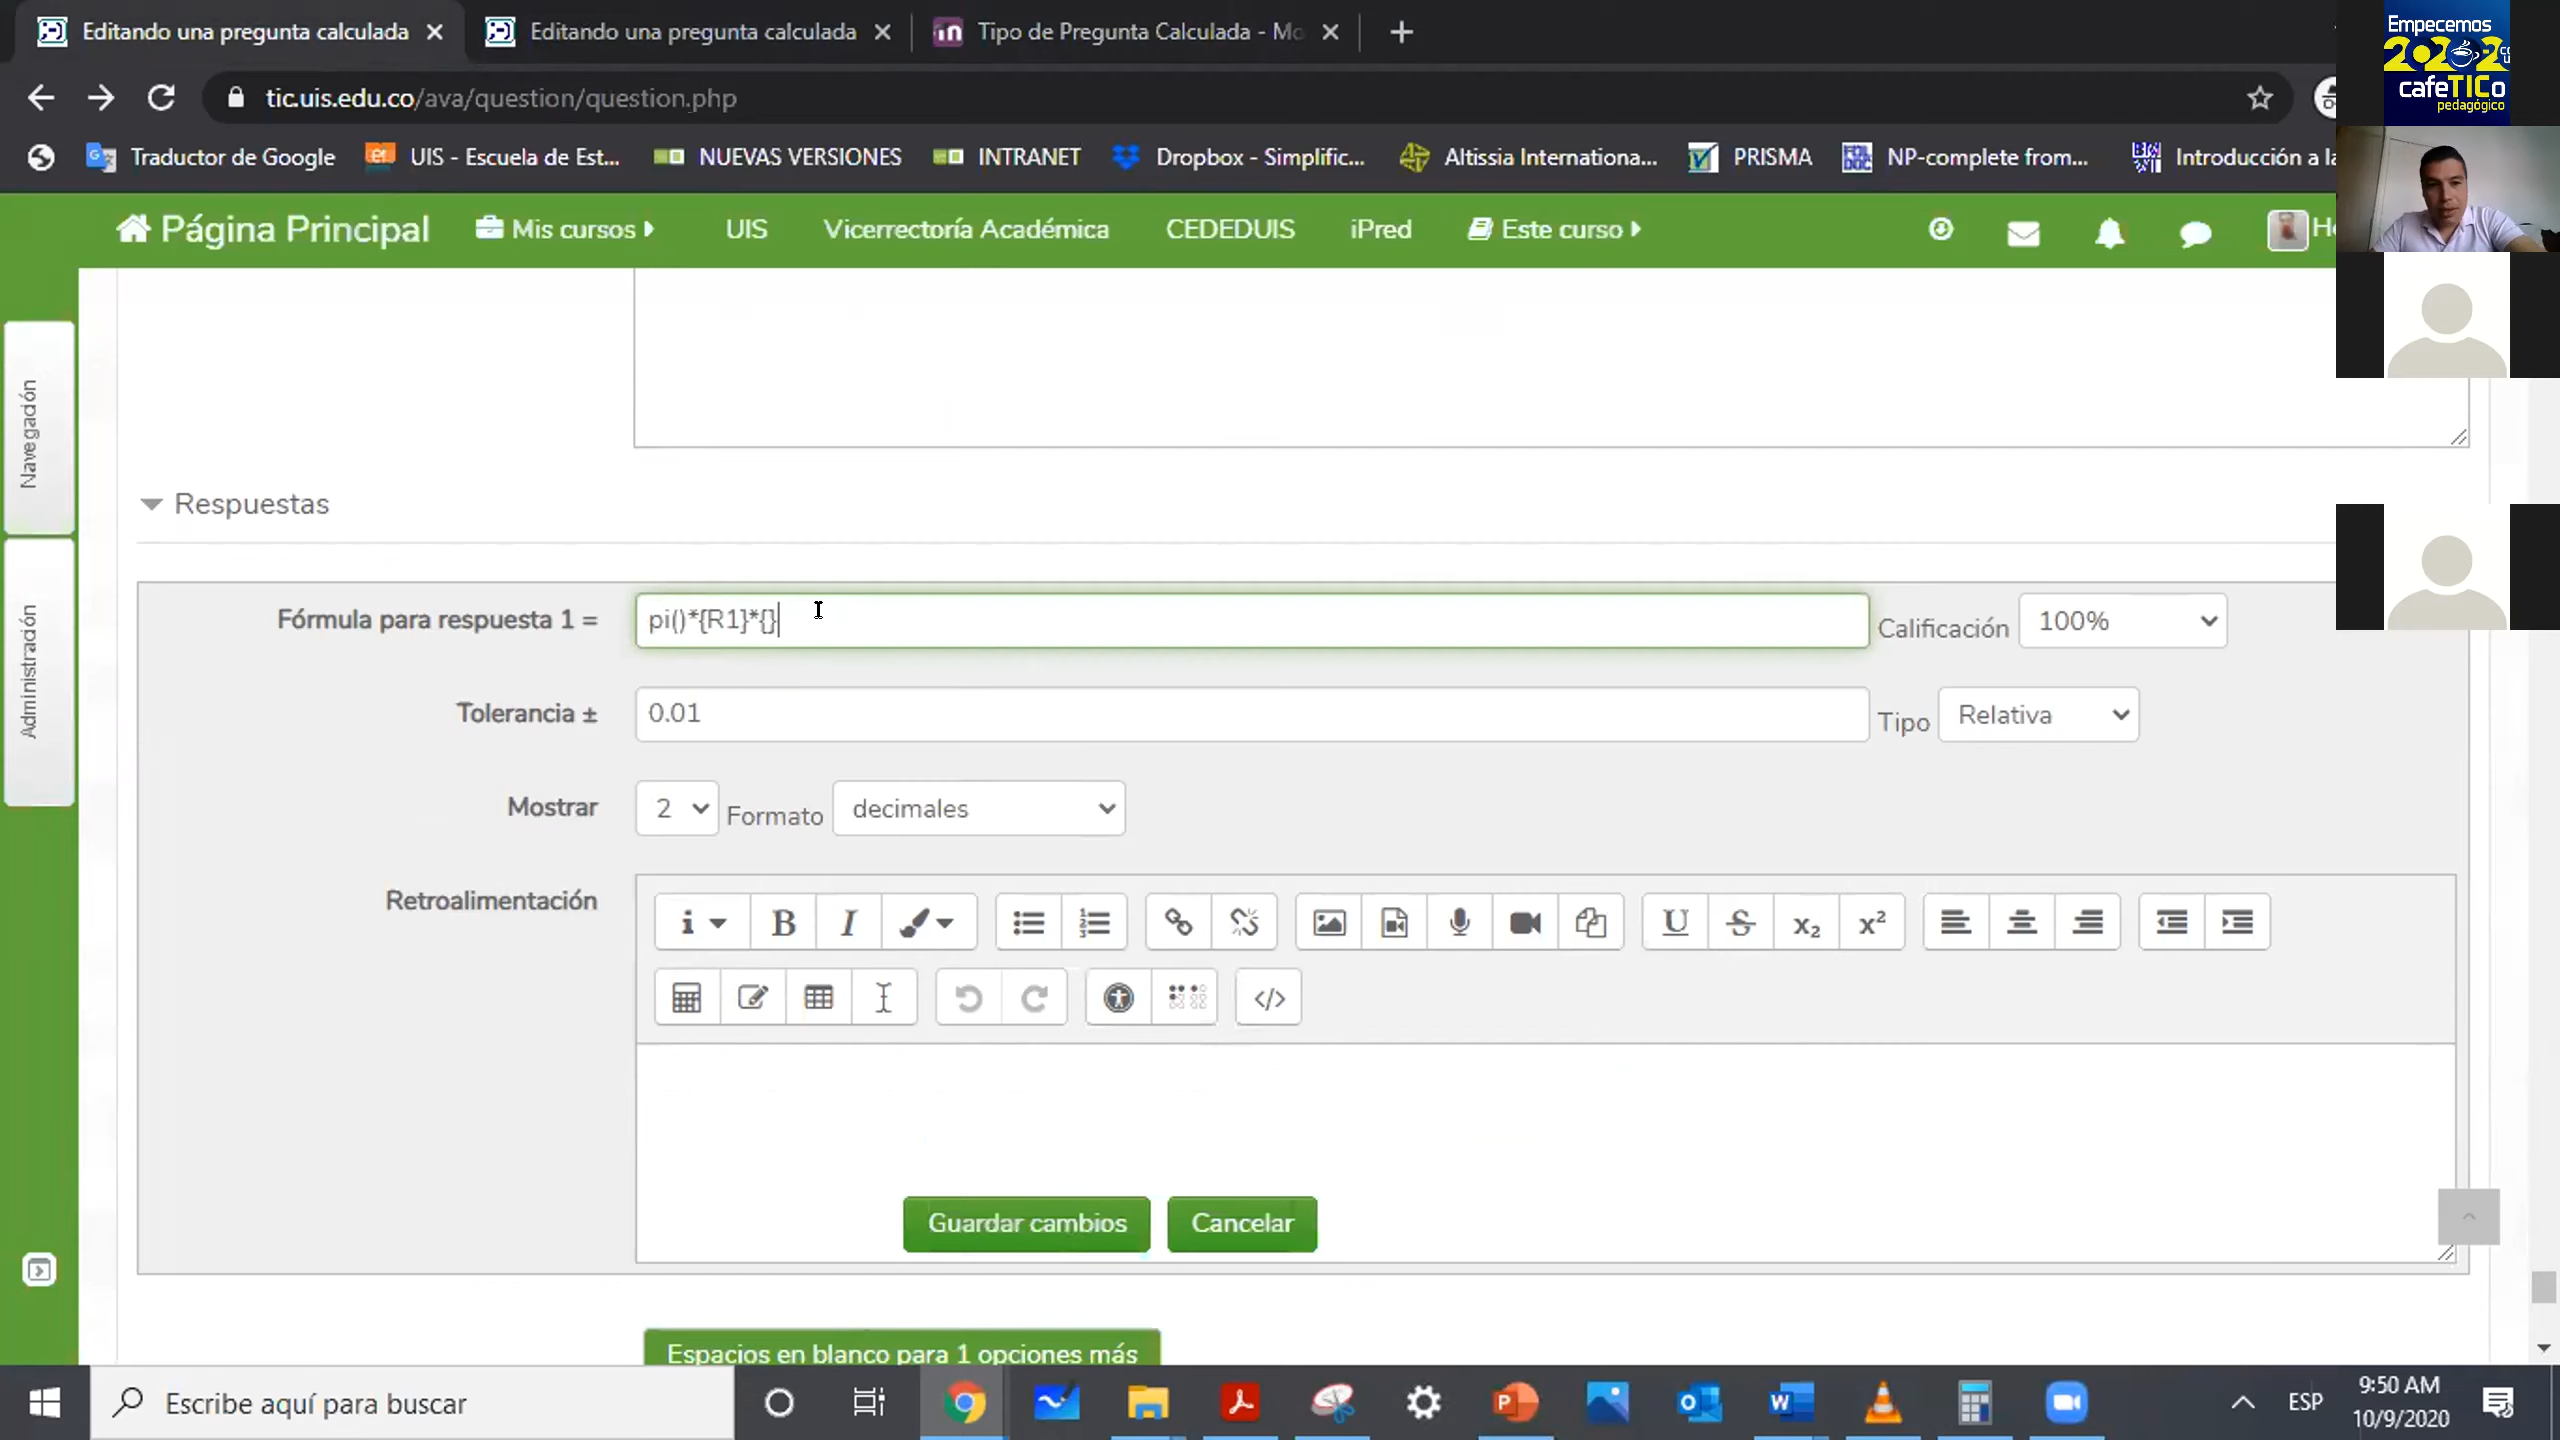 Editando una pregunta calculada
Editando una pregunta calculada
Tipo de Pregunta Calculada - Mo
tic.uis.edu.co/ava/question/question.php
Traductor de Google
UIS - Escuela de Est...
NUEVAS VERSIONES
INTRANET
Dropbox - Simplific...
Altissia Internationa...
PRISMA
NP-complete from...
Introducción a la
Empecemos
cafeTICo
pedagógico
Página Principal
Mis cursos
UIS
Vicerrectoría Académica
CEDEDUIS
iPred
Este curso
Navegación
Administración
Respuestas
Fórmula para respuesta 1 =
pi()*{R1}*{}
Calificación
100%
Tolerancia ±
0.01
Tipo
Relativa
Mostrar
2
Formato
decimales
Retroalimentación
Guardar cambios
Cancelar
Espacios en blanco para 1 opciones más
Escribe aquí para buscar
ESP
9:50 AM
10/9/2020